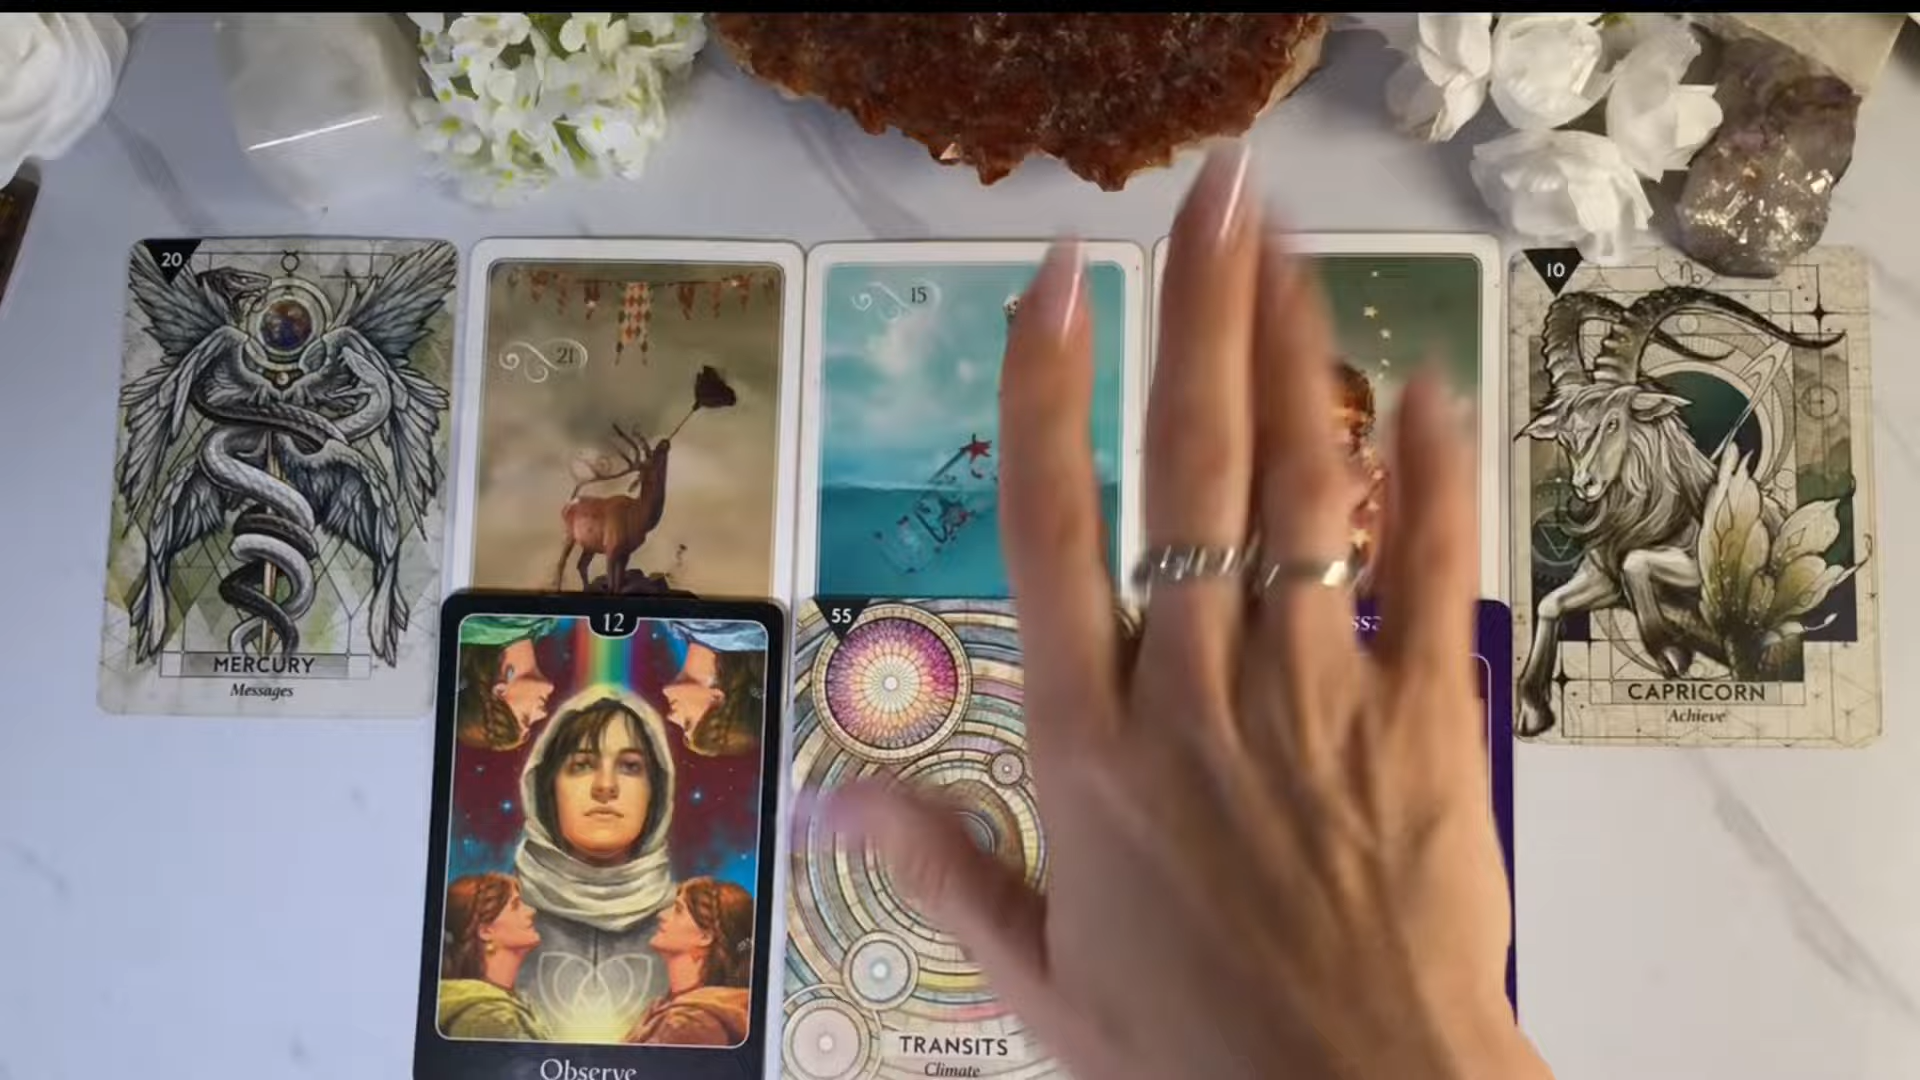 20
MERCURY
Messages
21
15
10
CAPRICORN
Achieve
12
Observe
55
TRANSITS
Climate